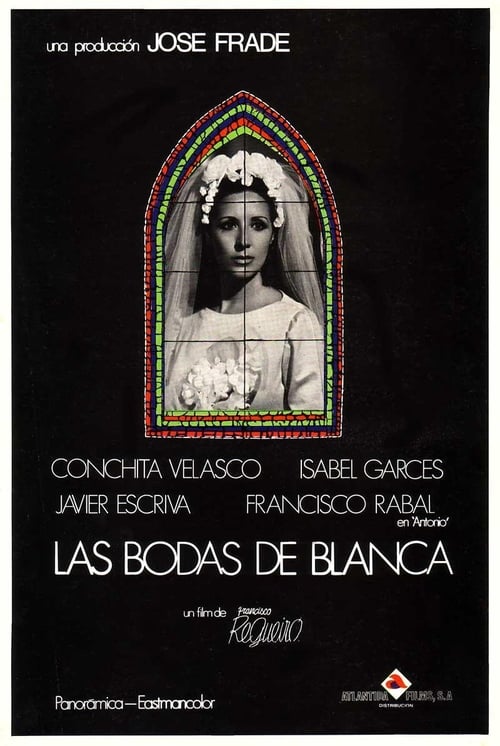 una producción JOSE FRADE
CONCHITA VELASCO ISABEL GARCES
JAVIER ESCRIVA FRANCISCO RABAL
en 'Antonio'
LAS BODAS DE BLANCA
un film de francisco Regueiro
Panorámica—Eastmancolor
ATLANTIDA FILMS, S.A
DISTRIBUCION